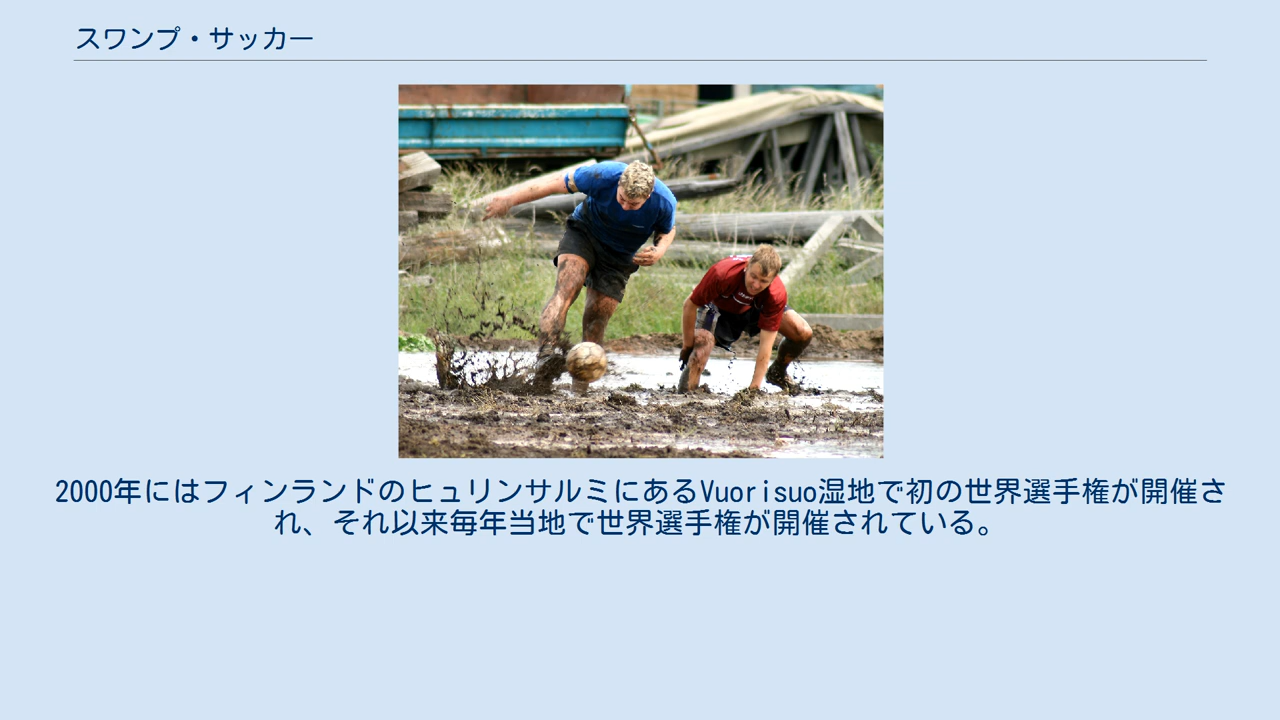 スワンプ・サッカー
2000年にはフィンランドのヒュリンサルミにあるVuorisuo湿地で初の世界選手権が開催さ
れ、それ以来毎年当地で世界選手権が開催されている。